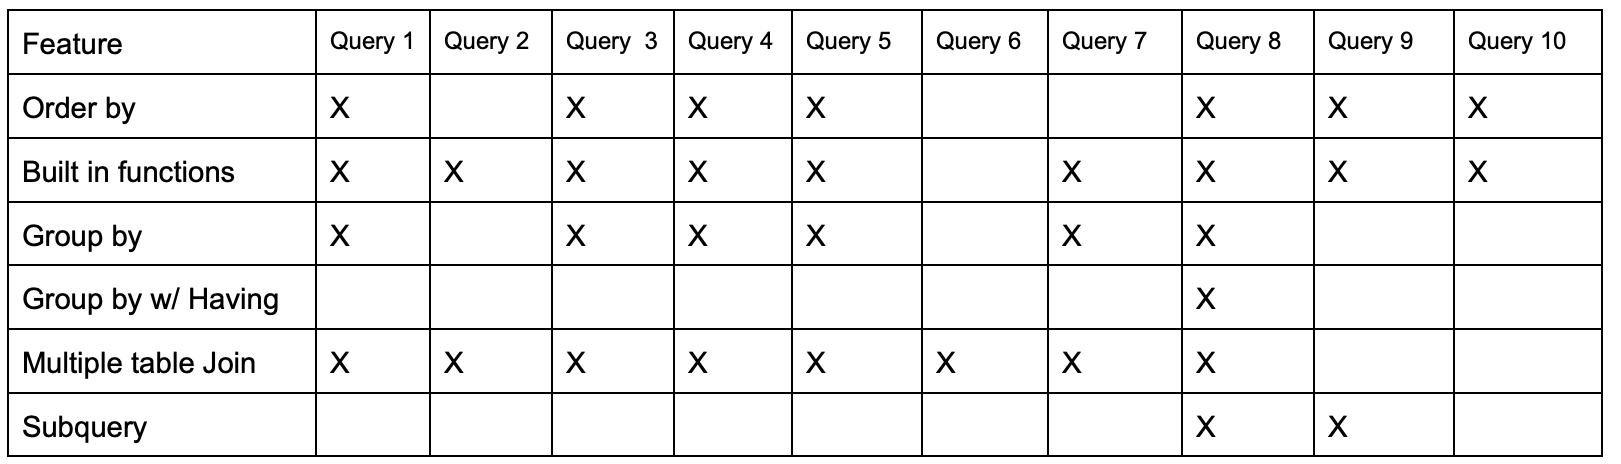 Feature Query 1 Query 2 Query  3 Query 4 Query 5 Query 6 Query 7 Query 8 Query 9 Query 10
Order by X X X X X X X
Built in functions X X X X X X X X X
Group by X X X X X X
Group by w/ Having X
Multiple table Join X X X X X X X X
Subquery X X